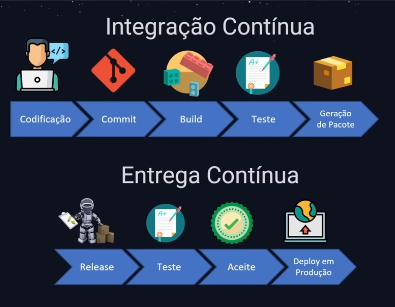 Integração Contínua
A+
Codificação
Commit
Build
Teste
Geração
de Pacote
Entrega Contínua
A+
Release
Teste
Aceite
Deploy em
Produção